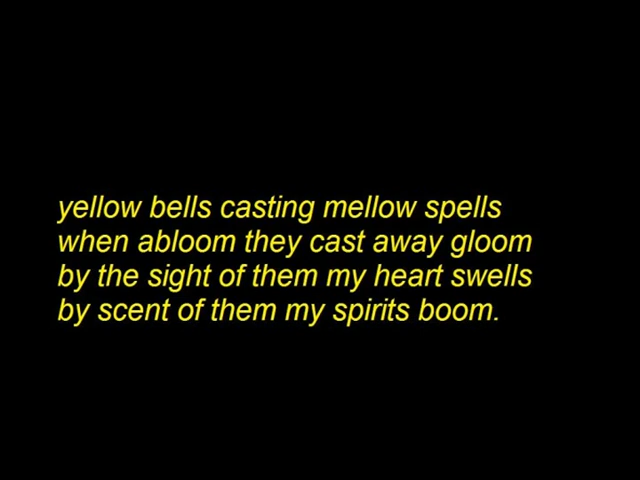 yellow bells casting mellow spells
when abloom they cast away gloom
by the sight of them my heart swells
by scent of them my spirits boom.